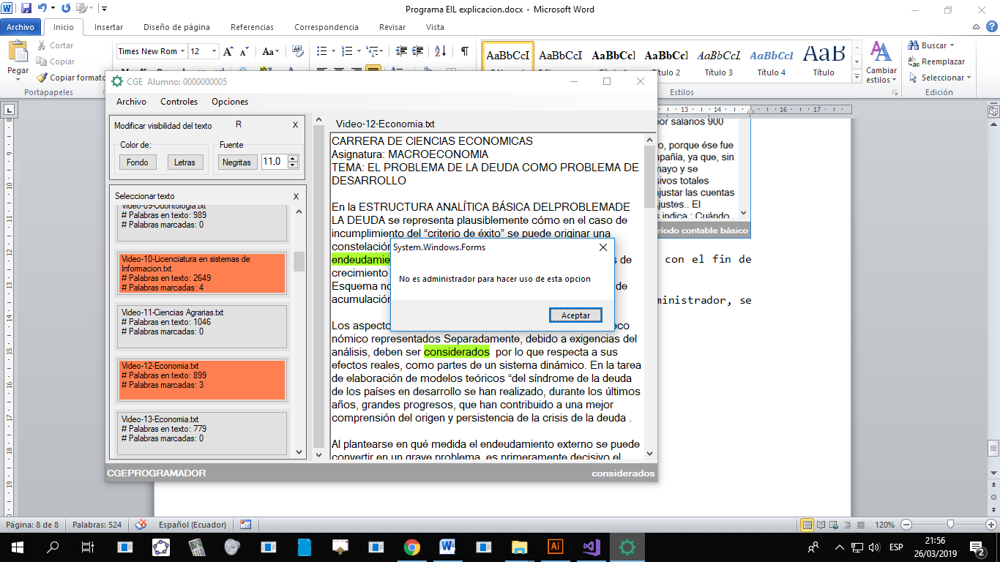 Programa EIL explicacion.docx - Microsoft Word
Archivo Inicio Insertar Diseño de página Referencias Correspondencia Revisar Vista
Pegar
Cortar
Copiar
Copiar formato
Portapapeles
Times New Rom 12
AaBbCcI AaBbCcI AaBbCcI AaBbCcI AaBbCcI AaBbCcI AaB
Título 2 Título 3 Título 4 Título
Cambiar estilos
Estilos
Buscar
Reemplazar
Seleccionar
Edición
CGE Alumno: 0000000005
Archivo Controles Opciones
Modificar visibilidad del texto R X
Color de:
Fondo Letras
Fuente
Negritas 11,0
Seleccionar texto X
Video-09-Odontologia.txt
# Palabras en texto: 989
# Palabras marcadas: 0
Video-10-Licenciatura en sistemas de
Informacion.txt
# Palabras en texto: 2649
# Palabras marcadas: 4
Video-11-Ciencias Agrarias.txt
# Palabras en texto: 1046
# Palabras marcadas: 0
Video-12-Economia.txt
# Palabras en texto: 899
# Palabras marcadas: 3
Video-13-Economia.txt
# Palabras en texto: 779
# Palabras marcadas: 0
Video-12-Economia.txt
CARRERA DE CIENCIAS ECONOMICAS
Asignatura: MACROECONOMIA
TEMA: EL PROBLEMA DE LA DEUDA COMO PROBLEMA DE
DESARROLLO
En la ESTRUCTURA ANALÍTICA BÁSICA DELPROBLEMADE
LA DEUDA se representa plausiblemente cómo en el caso de
incumplimiento del “criterio de éxito” se puede originar una
constelación
endeudamie s de
crecimiento
Esquema no de
acumulación
Los aspecto eco
nómico representados Separadamente, debido a exigencias del
análisis, deben ser considerados por lo que respecta a sus
efectos reales, como partes de un sistema dinámico. En la tarea
de elaboración de modelos teóricos “del síndrome de la deuda
de los países en desarrollo se han realizado, durante los últimos
años, grandes progresos, que han contribuido a una mejor
comprensión del origen y persistencia de la crisis de la deuda .
Al plantearse en qué medida el endeudamiento externo se puede
convertir en un grave problema, es primeramente decisivo el
System.Windows.Forms
No es administrador para hacer uso de esta opcion
Aceptar
CGEPROGRAMADOR considerados
13 14 16 17
por salarios 900
o, porque ése fue
mpañía, ya que, sin
mayo y se
sivos totales
ajustar las cuentas
ajustes.. El
s indica : Cuándo
ríodo contable básico
con el fin de
ministrador, se
Página: 8 de 8 Palabras: 524 Español (Ecuador) 120%
ESP
21:56
26/03/2019
2